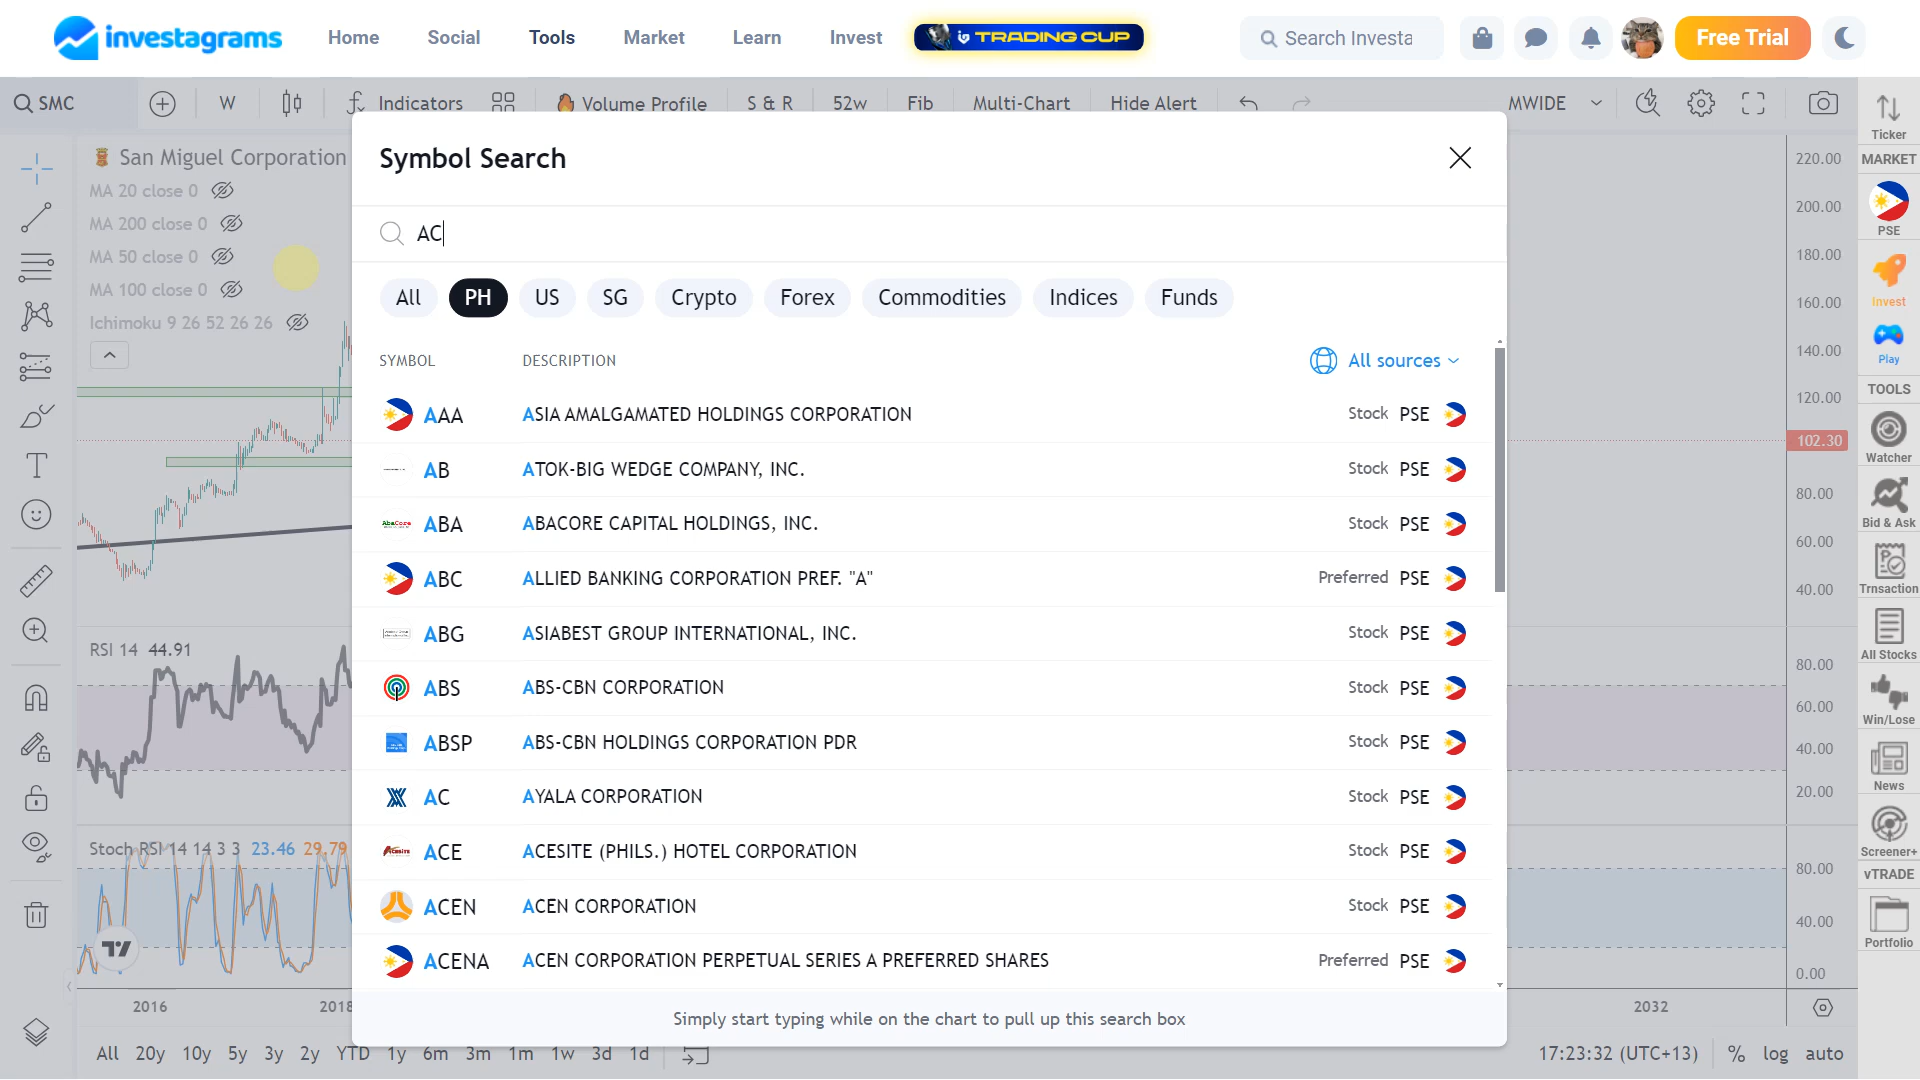 investagrams Home Social Tools Market Learn Invest TRADING CUP Search Investa Free Trial
SMC W Indicators Volume Profile S & R 52w Fib Multi-Chart Hide Alert MWIDE
San Miguel Corporation
MA 20 close 0
MA 200 close 0
MA 50 close 0
MA 100 close 0
Ichimoku 9 26 52 26 26
Symbol Search
AC
All PH US SG Crypto Forex Commodities Indices Funds
SYMBOL DESCRIPTION All sources
AAA ASIA AMALGAMATED HOLDINGS CORPORATION Stock PSE
AB ATOK-BIG WEDGE COMPANY, INC. Stock PSE
ABA ABACORE CAPITAL HOLDINGS, INC. Stock PSE
ABC ALLIED BANKING CORPORATION PREF. "A" Preferred PSE
ABG ASIABEST GROUP INTERNATIONAL, INC. Stock PSE
ABS ABS-CBN CORPORATION Stock PSE
ABSP ABS-CBN HOLDINGS CORPORATION PDR Stock PSE
AC AYALA CORPORATION Stock PSE
ACE ACESITE (PHILS.) HOTEL CORPORATION Stock PSE
ACEN ACEN CORPORATION Stock PSE
ACENA ACEN CORPORATION PERPETUAL SERIES A PREFERRED SHARES Preferred PSE
Simply start typing while on the chart to pull up this search box
RSI 14 44.91
Stoch RSI 14 14 3 3 23.46 29.79
2016 2018 2032
All 20y 10y 5y 3y 2y YTD 1y 6m 3m 1m 1w 3d 1d 17:23:32 (UTC+13) % log auto
220.00
200.00
180.00
160.00
140.00
120.00
102.30
80.00
60.00
40.00
80.00
60.00
40.00
20.00
80.00
40.00
0.00
Ticker
MARKET
PSE
Invest
Play
TOOLS
Watcher
Bid & Ask
Trnsaction
All Stocks
Win/Lose
News
Screener+
vTRADE
Portfolio